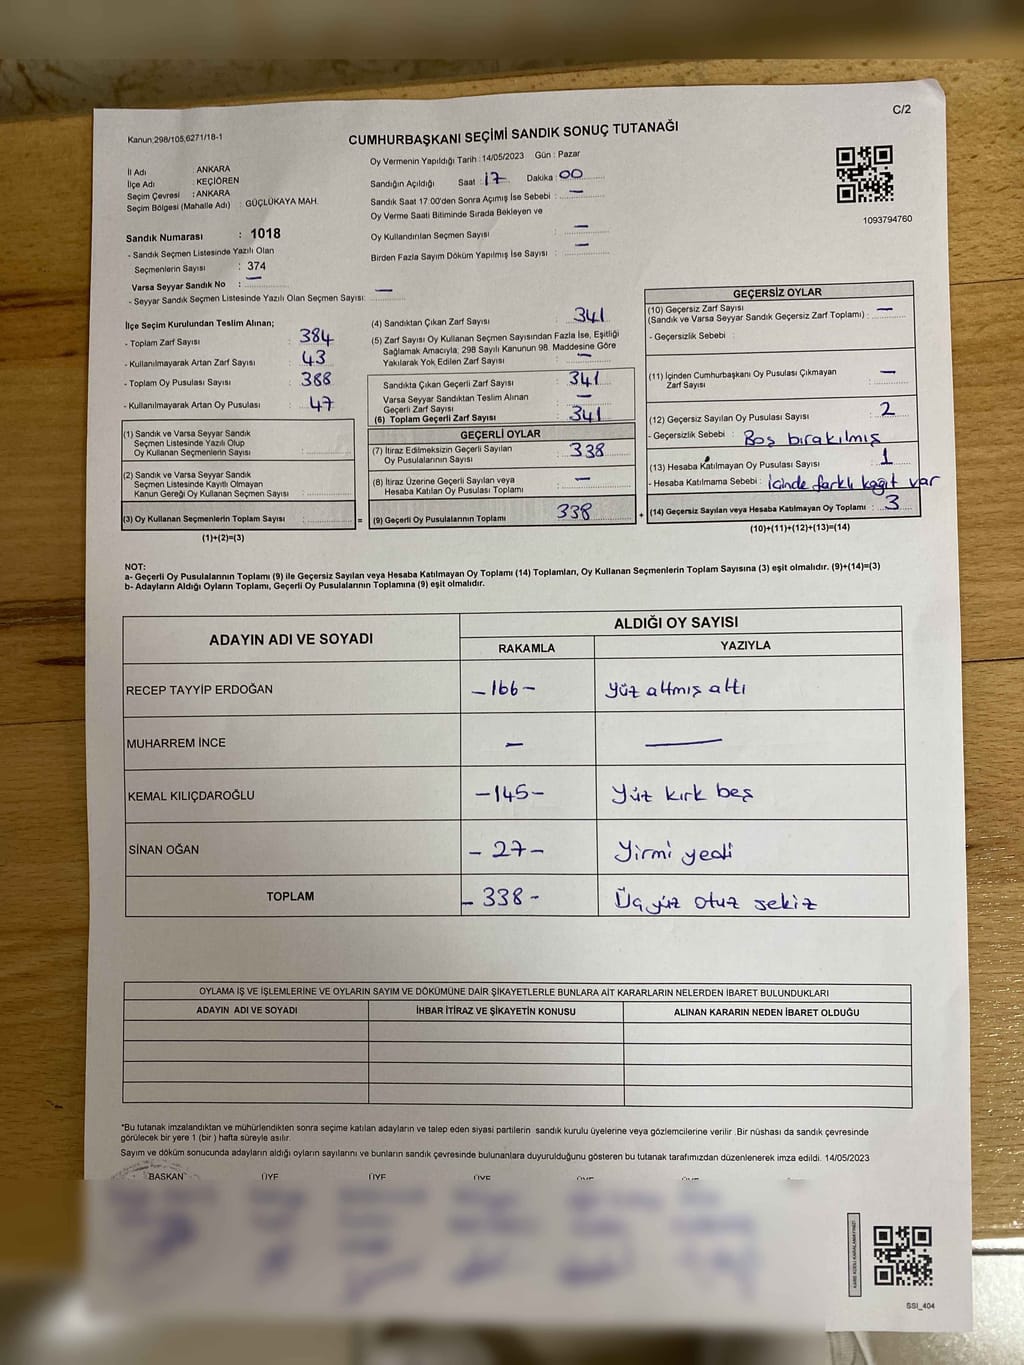 C/2
Kanun:298/105,6271/18-1
CUMHURBAŞKANI SEÇİMİ SANDIK SONUÇ TUTANAĞI
1093794760
İl Adı : ANKARA
İlçe Adı : KEÇİÖREN
Seçim Çevresi : ANKARA
Seçim Bölgesi (Mahalle Adı) : GÜÇLÜKAYA MAH.
Sandık Numarası : 1018
- Sandık Seçmen Listesinde Yazılı Olan
Seçmenlerin Sayısı : 374
Varsa Seyyar Sandık No : —
- Seyyar Sandık Seçmen Listesinde Yazılı Olan Seçmen Sayısı: —
Oy Vermenin Yapıldığı Tarih : 14/05/2023 Gün : Pazar
Sandığın Açıldığı Saat : 17 Dakika : 00
Sandık Saat 17.00'den Sonra Açımış İse Sebebi : —
Oy Verme Saati Bitiminde Sırada Bekleyen ve
Oy Kullandırılan Seçmen Sayısı : —
Birden Fazla Sayım Döküm Yapılmış İse Sayısı : —
İlçe Seçim Kurulundan Teslim Alınan;
- Toplam Zarf Sayısı : 384
- Kullanılmayarak Artan Zarf Sayısı : 43
- Toplam Oy Pusulası Sayısı : 388
- Kullanılmayarak Artan Oy Pusulası : 47
(1) Sandık ve Varsa Seyyar Sandık
Seçmen Listesinde Yazılı Olup
Oy Kullanan Seçmenlerin Sayısı :
(2) Sandık ve Varsa Seyyar Sandık
Seçmen Listesinde Kayıtlı Olmayan
Kanun Gereği Oy Kullanan Seçmen Sayısı :
(3) Oy Kullanan Seçmenlerin Toplam Sayısı :
(1)+(2)=(3)
(4) Sandıktan Çıkan Zarf Sayısı : 341
(5) Zarf Sayısı Oy Kullanan Seçmen Sayısından Fazla İse, Eşitliği
Sağlamak Amacıyla; 298 Sayılı Kanunun 98. Maddesine Göre
Yakılarak Yok Edilen Zarf Sayısı : —
Sandıkta Çıkan Geçerli Zarf Sayısı : 341
Varsa Seyyar Sandıktan Teslim Alınan
Geçerli Zarf Sayısı : —
(6) Toplam Geçerli Zarf Sayısı : 341
GEÇERLİ OYLAR
(7) İtiraz Edilmeksizin Geçerli Sayılan
Oy Pusulalarının Sayısı : 338
(8) İtiraz Üzerine Geçerli Sayılan veya
Hesaba Katılan Oy Pusulası Toplamı : —
= (9) Geçerli Oy Pusulalarının Toplamı : 338
GEÇERSİZ OYLAR
(10) Geçersiz Zarf Sayısı
(Sandık ve Varsa Seyyar Sandık Geçersiz Zarf Toplamı) : —
- Geçersizlik Sebebi :
(11) İçinden Cumhurbaşkanı Oy Pusulası Çıkmayan
Zarf Sayısı : —
(12) Geçersiz Sayılan Oy Pusulası Sayısı : 2
- Geçersizlik Sebebi : Boş bırakılmış
(13) Hesaba Katılmayan Oy Pusulası Sayısı : 1
- Hesaba Katılmama Sebebi : İçinde farklı kağıt var
+ (14) Geçersiz Sayılan veya Hesaba Katılmayan Oy Toplamı : 3
(10)+(11)+(12)+(13)=(14)
NOT:
a- Geçerli Oy Pusulalarının Toplamı (9) ile Geçersiz Sayılan veya Hesaba Katılmayan Oy Toplamı (14) Toplamları, Oy Kullanan Seçmenlerin Toplam Sayısına (3) eşit olmalıdır. (9)+(14)=(3)
b- Adayların Aldığı Oyların Toplamı, Geçerli Oy Pusulalarının Toplamına (9) eşit olmalıdır.
ADAYIN ADI VE SOYADI ALDIĞI OY SAYISI
RAKAMLA YAZIYLA
RECEP TAYYİP ERDOĞAN -166- Yüz altmış altı
MUHARREM İNCE — —
KEMAL KILIÇDAROĞLU -145- Yüz kırk beş
SİNAN OĞAN -27- Yirmi yedi
TOPLAM -338- Üçyüz otuz sekiz
OYLAMA İŞ VE İŞLEMLERİNE VE OYLARIN SAYIM VE DÖKÜMÜNE DAİR ŞİKAYETLERLE BUNLARA AİT KARARLARIN NELERDEN İBARET BULUNDUKLARI
ADAYIN ADI VE SOYADI İHBAR İTİRAZ VE ŞİKAYETİN KONUSU ALINAN KARARIN NEDEN İBARET OLDUĞU
*Bu tutanak imzalandıktan ve mühürlendikten sonra seçime katılan adayların ve talep eden siyasi partilerin sandık kurulu üyelerine veya gözlemcilerine verilir .Bir nüshası da sandık çevresinde
görülecek bir yere 1 (bir ) hafta süreyle asılır.
Sayım ve döküm sonucunda adayların aldığı oyların sayılarını ve bunların sandık çevresinde bulunanlara duyurulduğunu gösteren bu tutanak tarafımızdan düzenlenerek imza edildi. 14/05/2023
BAŞKAN ÜYE ÜYE ÜYE ÜYE ÜYE
SSI_404